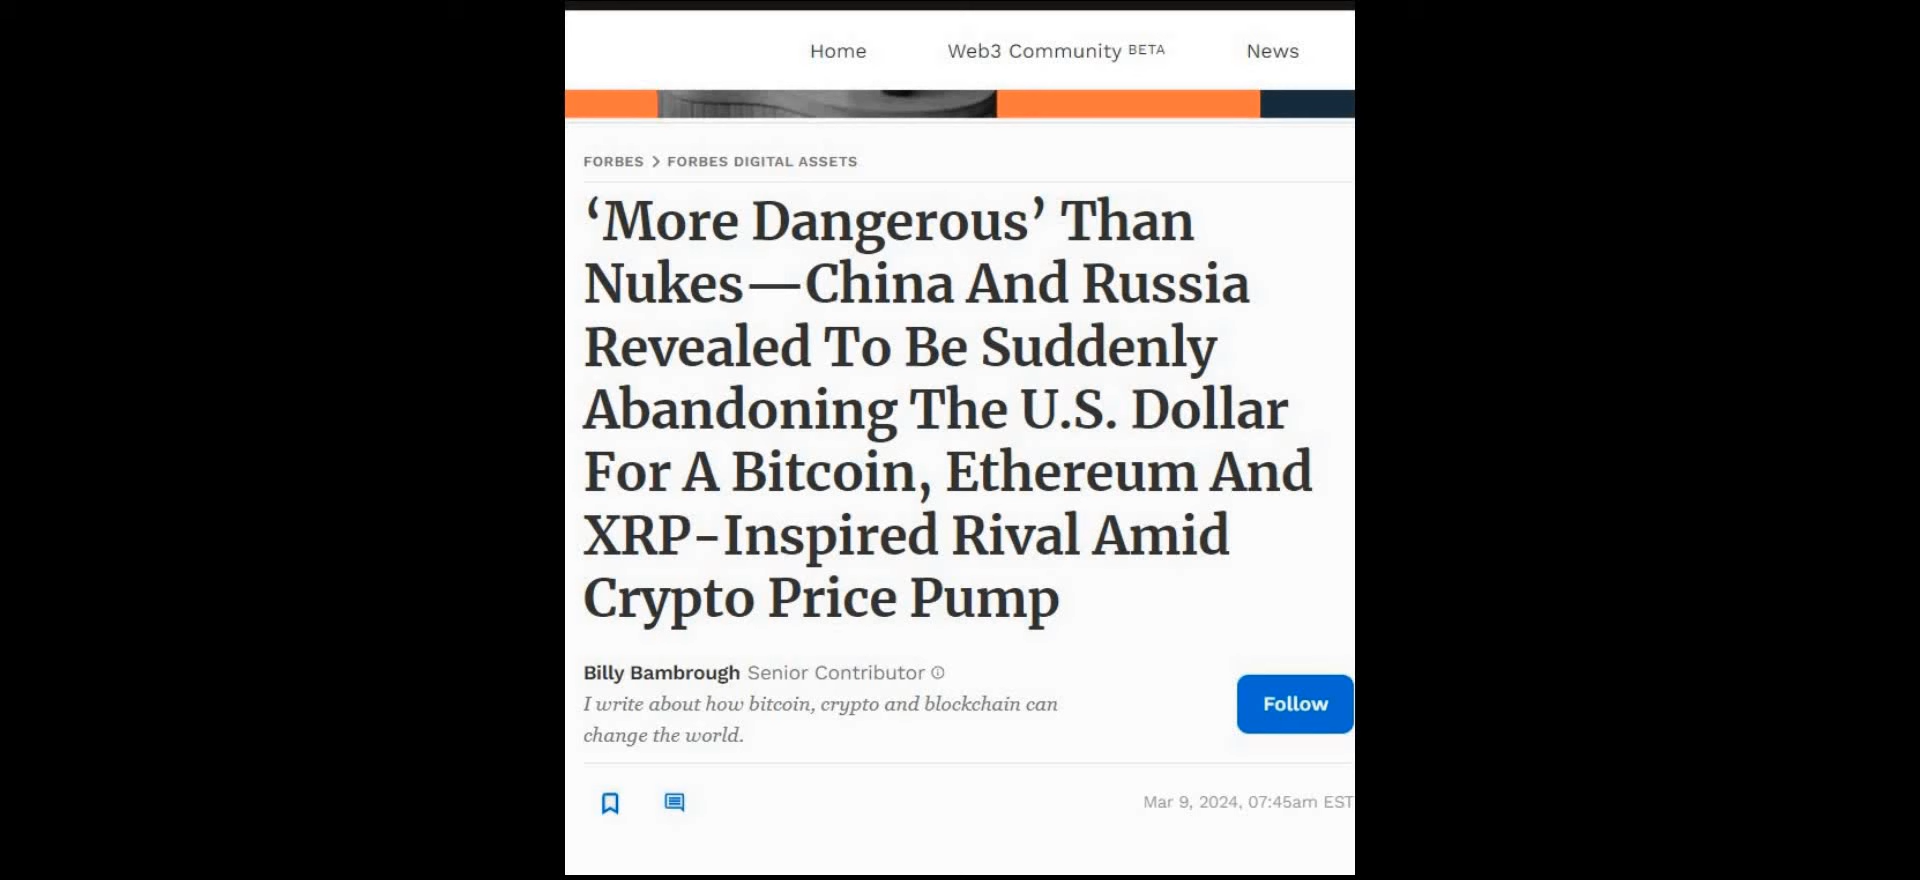 Home Web3 Community BETA News
FORBES > FORBES DIGITAL ASSETS
‘More Dangerous’ Than
Nukes—China And Russia
Revealed To Be Suddenly
Abandoning The U.S. Dollar
For A Bitcoin, Ethereum And
XRP-Inspired Rival Amid
Crypto Price Pump
Billy Bambrough Senior Contributor
I write about how bitcoin, crypto and blockchain can
change the world.
Follow
Mar 9, 2024, 07:45am EST